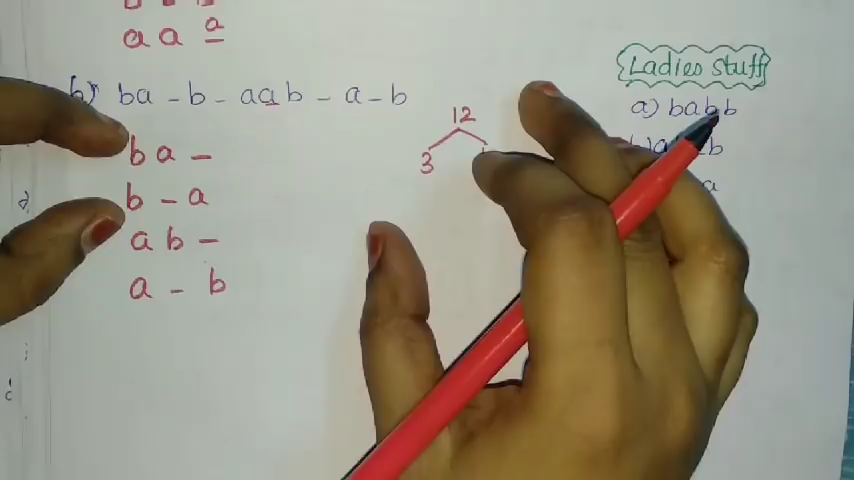 a a a
b) ba - b - aab - a - b
12
3
b a -
b - a
a b -
a - b
Ladies stuff
a) babb
b
a